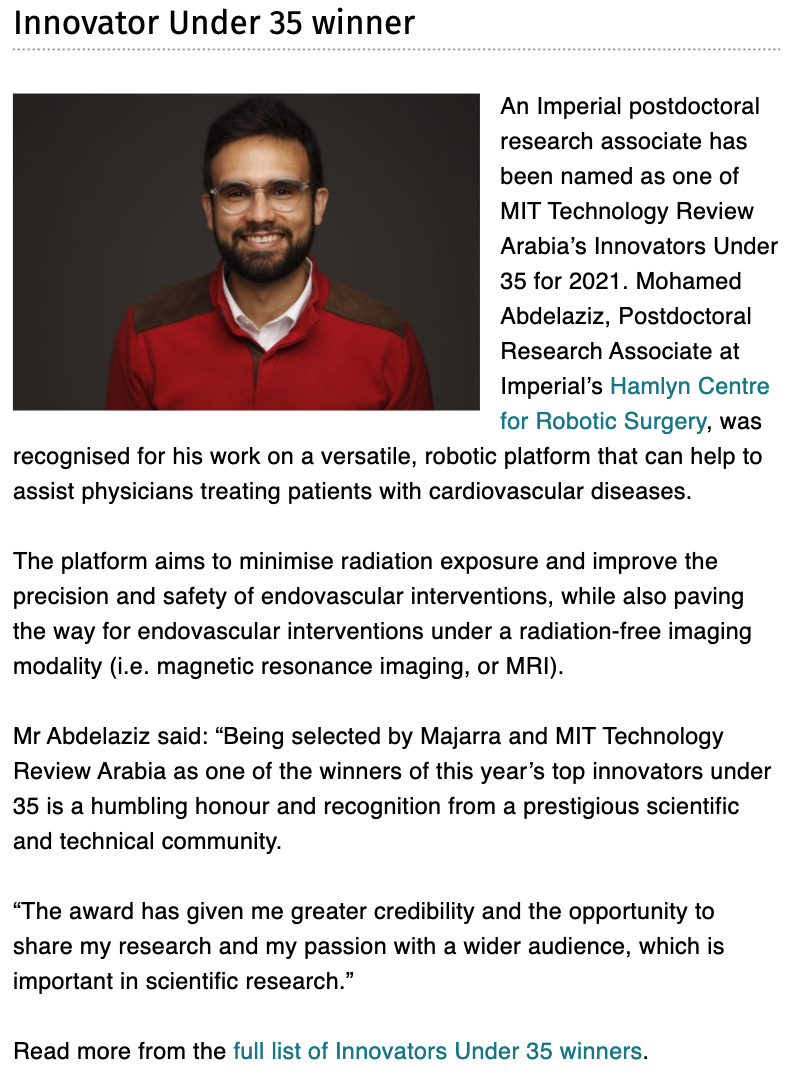 Innovator Under 35 winner
An Imperial postdoctoral
research associate has
been named as one of
MIT Technology Review
Arabia’s Innovators Under
35 for 2021. Mohamed
Abdelaziz, Postdoctoral
Research Associate at
Imperial’s Hamlyn Centre
for Robotic Surgery, was
recognised for his work on a versatile, robotic platform that can help to
assist physicians treating patients with cardiovascular diseases.
The platform aims to minimise radiation exposure and improve the
precision and safety of endovascular interventions, while also paving
the way for endovascular interventions under a radiation-free imaging
modality (i.e. magnetic resonance imaging, or MRI).
Mr Abdelaziz said: “Being selected by Majarra and MIT Technology
Review Arabia as one of the winners of this year’s top innovators under
35 is a humbling honour and recognition from a prestigious scientific
and technical community.
“The award has given me greater credibility and the opportunity to
share my research and my passion with a wider audience, which is
important in scientific research.”
Read more from the full list of Innovators Under 35 winners.